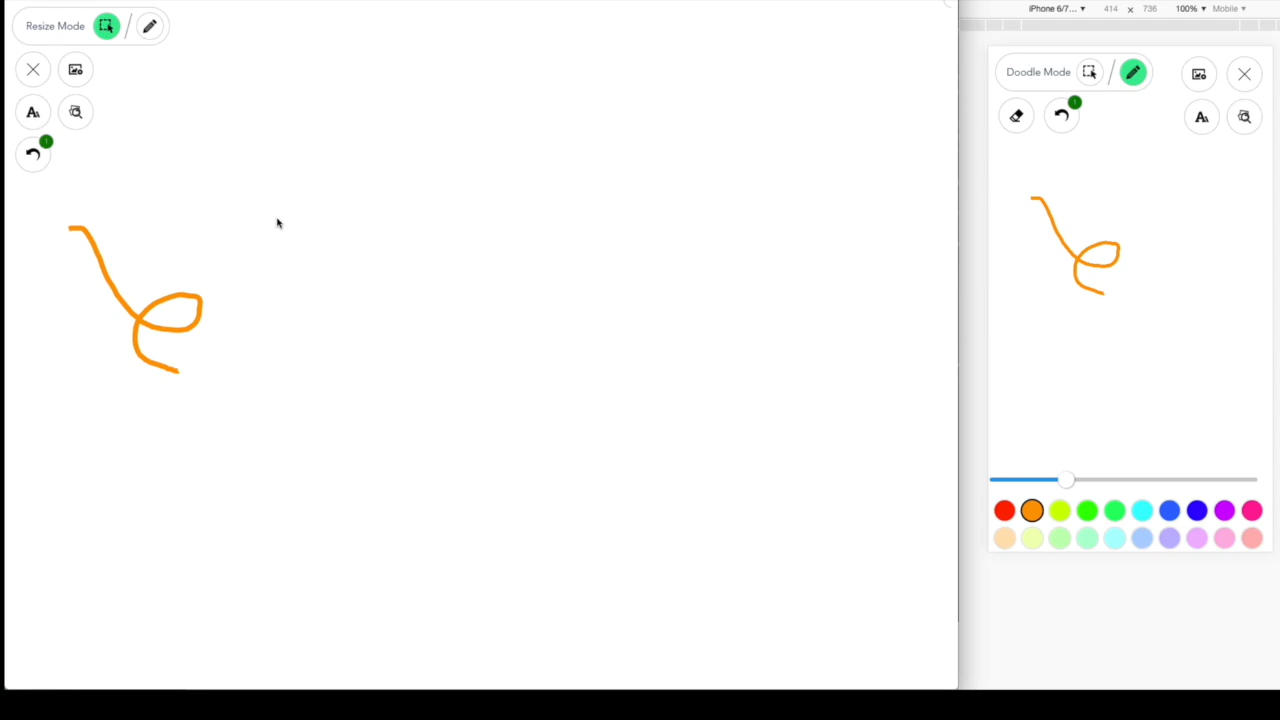 Resize Mode
iPhone 6/7... ▾ 414 × 736 100% ▾ Mobile ▾
Doodle Mode